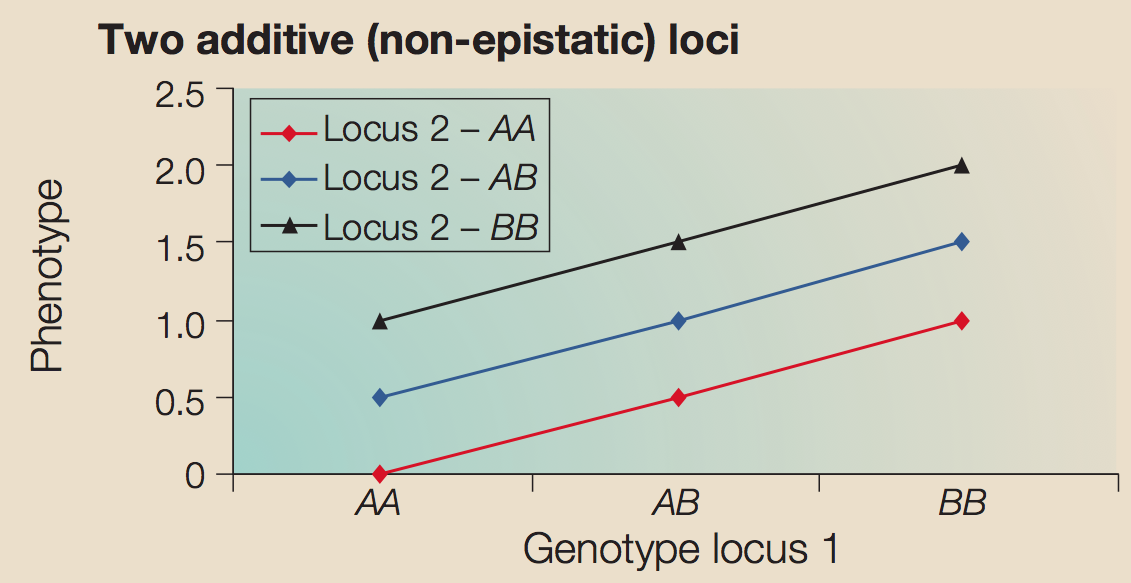 Two additive (non-epistatic) loci
2.5
2.0
1.5
1.0
0.5
0
Phenotype
Locus 2 – AA
Locus 2 – AB
Locus 2 – BB
AA AB BB
Genotype locus 1